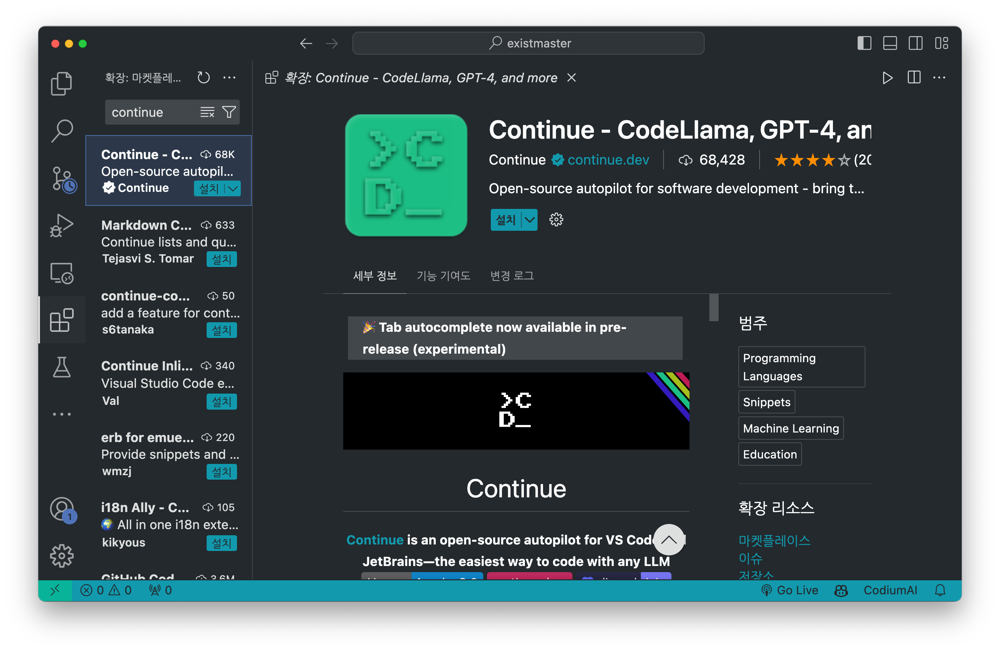 existmaster
확장: 마켓플레...
continue
Continue - C... 68K
Open-source autopil...
Continue 설치
Markdown C... 633
Continue lists and qu...
Tejasvi S. Tomar 설치
continue-co... 50
add a feature for cont...
s6tanaka 설치
Continue Inli... 340
Visual Studio Code e...
Val 설치
erb for emue... 220
Provide snippets and ...
wmzj 설치
i18n Ally - C... 105
🌍 All in one i18n exte...
kikyous 설치
GitHub Cod 3.6M
1
확장: Continue - CodeLlama, GPT-4, and more
>C
D_
Continue - CodeLlama, GPT-4, an
Continue continue.dev 68,428 ★★★★☆ (20
Open-source autopilot for software development - bring t...
설치
세부 정보 기능 기여도 변경 로그
🎉 Tab autocomplete now available in pre-
release (experimental)
>C
D_
Continue
Continue is an open-source autopilot for VS Code
JetBrains—the easiest way to code with any LLM
범주
Programming
Languages
Snippets
Machine Learning
Education
확장 리소스
마켓플레이스
이슈
저장소
0 0 0 Go Live CodiumAI